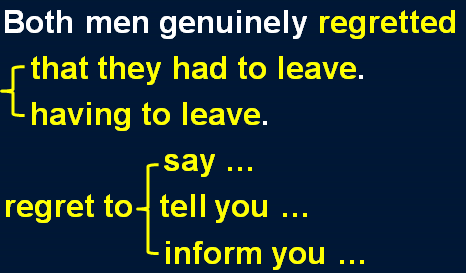 Both men genuinely regretted
that they had to leave.
having to leave.
say ...
regret to
tell you ...
inform you ...